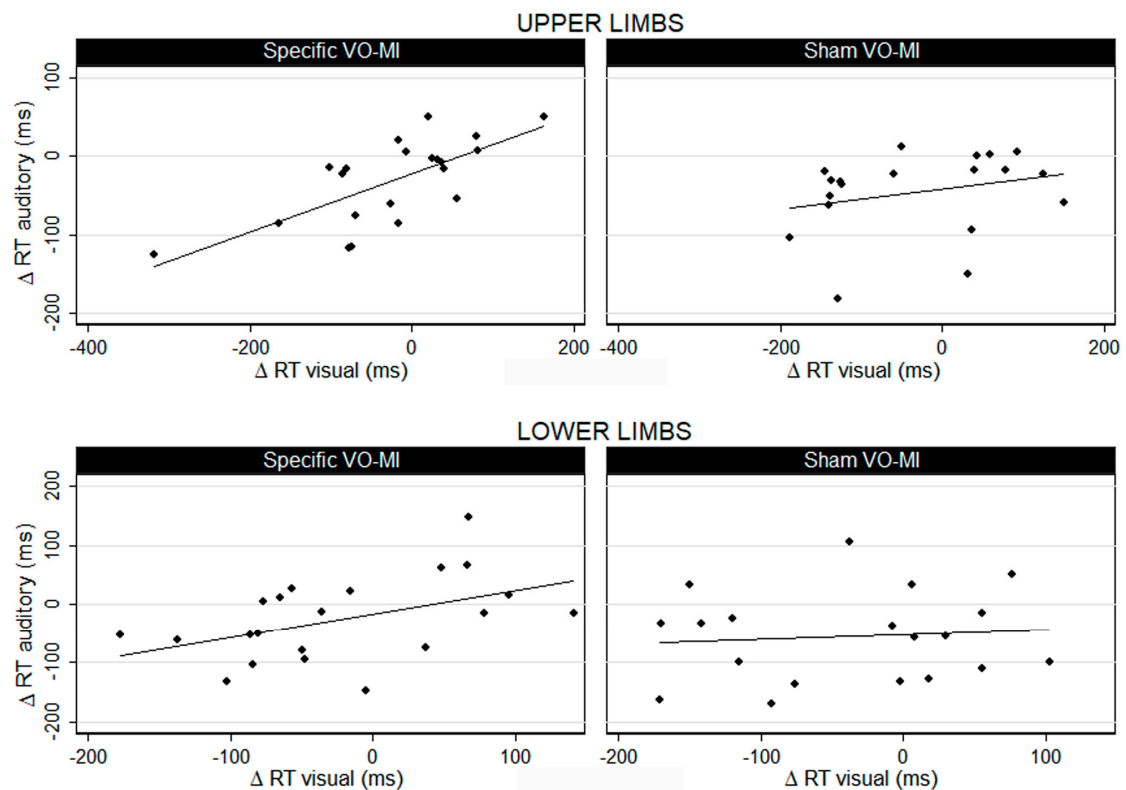 UPPER LIMBS
Specific VO-MI
Sham VO-MI
Δ RT auditory (ms)
100
0
-100
-200
-400 -200 0 200
-400 -200 0 200
Δ RT visual (ms)
Δ RT visual (ms)
LOWER LIMBS
Specific VO-MI
Sham VO-MI
Δ RT auditory (ms)
200
100
0
-100
-200
-200 -100 0 100
-200 -100 0 100
Δ RT visual (ms)
Δ RT visual (ms)